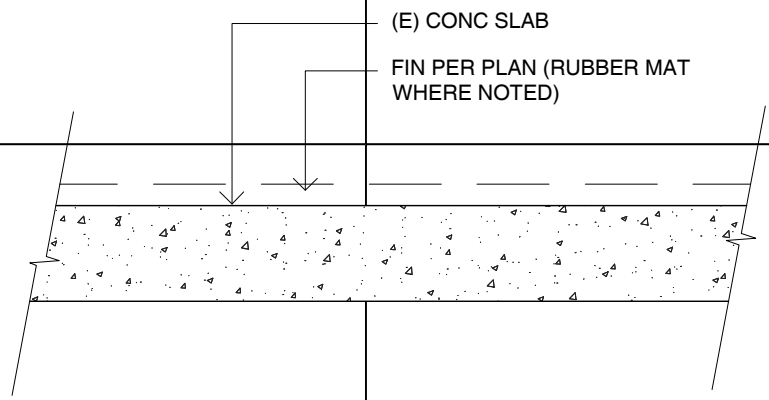 (E) CONC SLAB
FIN PER PLAN (RUBBER MAT
WHERE NOTED)